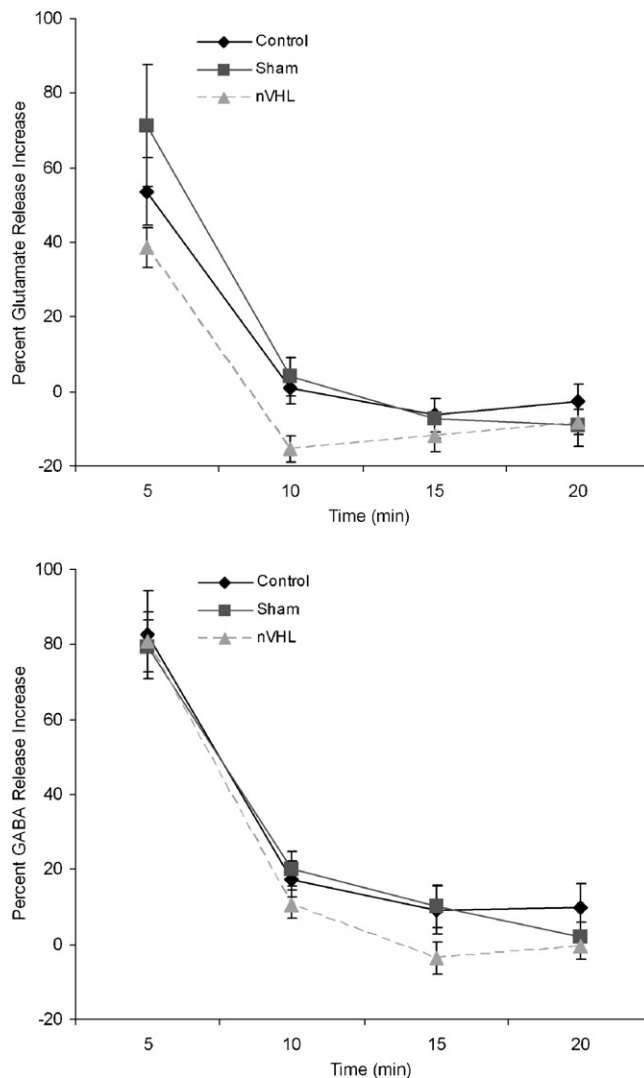 100
80
60
40
20
0
-20
Percent Glutamate Release Increase
Control
Sham
nVHL
5 10 15 20
Time (min)
100
80
60
40
20
0
-20
Percent GABA Release Increase
Control
Sham
nVHL
5 10 15 20
Time (min)